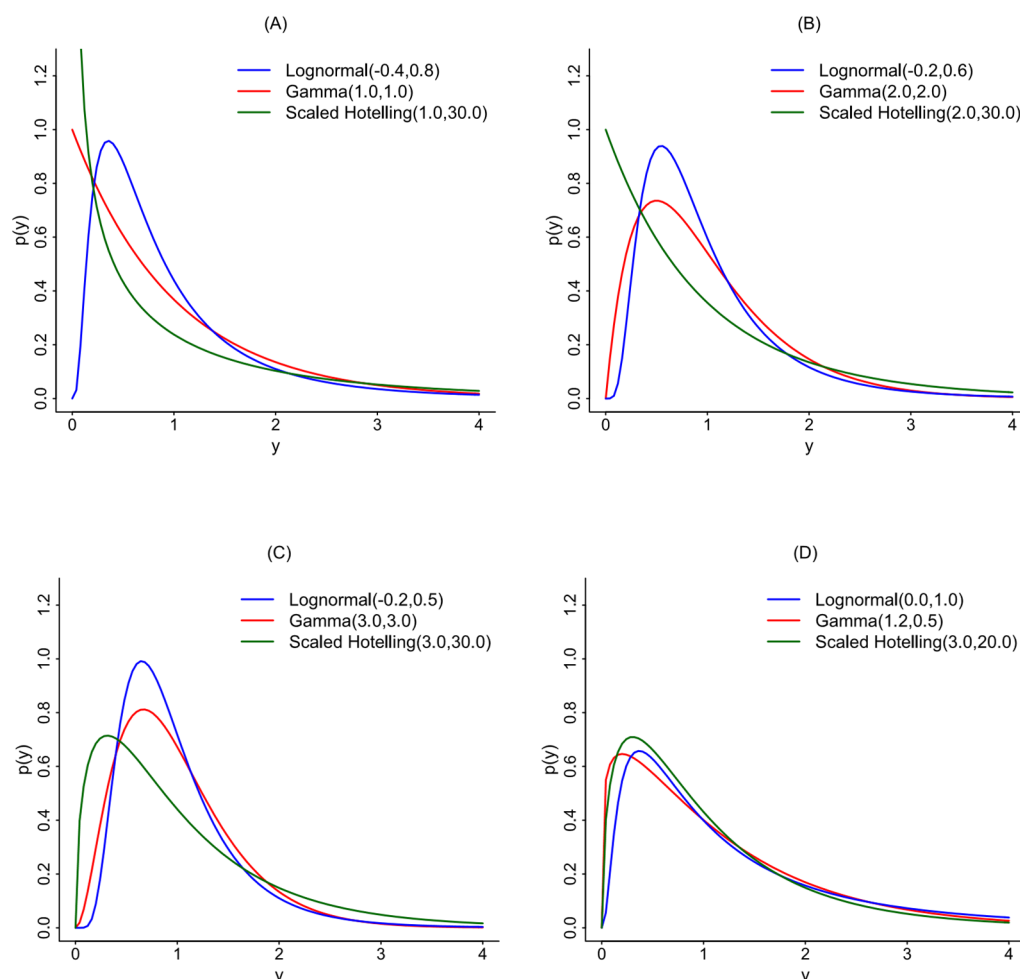 (A)
Lognormal(-0.4,0.8)
Gamma(1.0,1.0)
Scaled Hotelling(1.0,30.0)
p(y)
0.0 0.2 0.4 0.6 0.8 1.0 1.2
0 1 2 3 4
y
(B)
Lognormal(-0.2,0.6)
Gamma(2.0,2.0)
Scaled Hotelling(2.0,30.0)
p(y)
0.0 0.2 0.4 0.6 0.8 1.0 1.2
0 1 2 3 4
y
(C)
Lognormal(-0.2,0.5)
Gamma(3.0,3.0)
Scaled Hotelling(3.0,30.0)
p(y)
0.0 0.2 0.4 0.6 0.8 1.0 1.2
0 1 2 3 4
y
(D)
Lognormal(0.0,1.0)
Gamma(1.2,0.5)
Scaled Hotelling(3.0,20.0)
p(y)
0.0 0.2 0.4 0.6 0.8 1.0 1.2
0 1 2 3 4
y